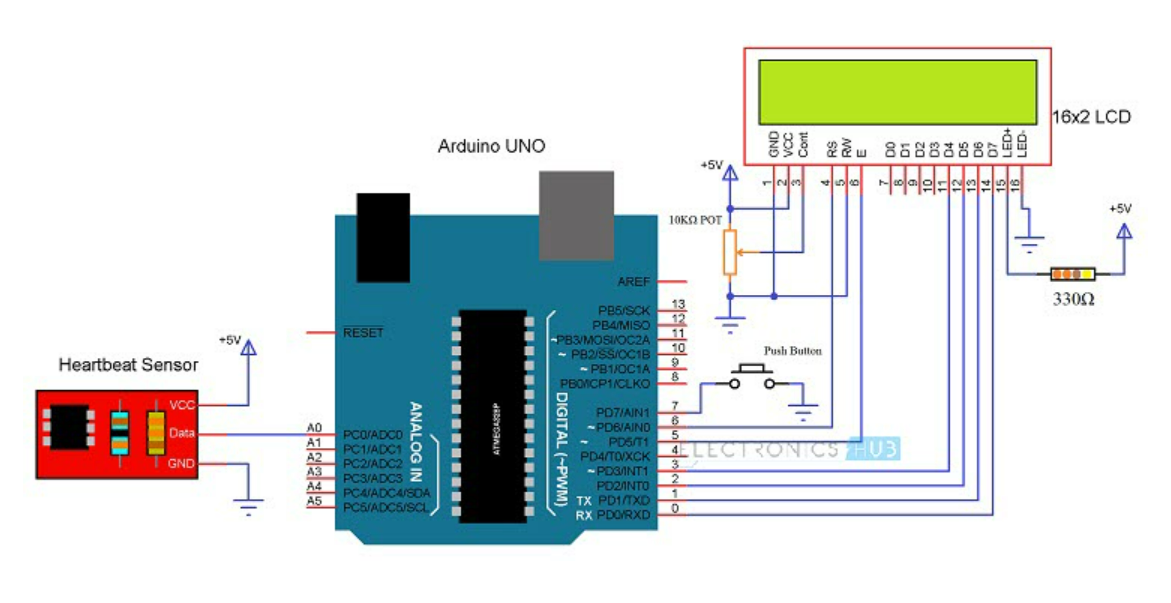 16x2 LCD
GND
VCC
Cont
RS
RW
E
D0
D1
D2
D3
D4
D5
D6
D7
LED+
LED-
1
2
3
4
5
6
7
8
9
10
11
12
13
14
15
16
Arduino UNO
+5V
10KΩ POT
+5V
330Ω
AREF
RESET
PB5/SCK 13
PB4/MISO 12
~PB3/MOSI/OC2A 11
~ PB2/SS/OC1B 10
~ PB1/OC1A 9
PB0/ICP1/CLKO 8
Push Button
+5V
Heartbeat Sensor
VCC
Data
GND
A0 PC0/ADC0
A1 PC1/ADC1
A2 PC2/ADC2
A3 PC3/ADC3
A4 PC4/ADC4/SDA
A5 PC5/ADC5/SCL
ANALOG IN
ATMEGA328P
DIGITAL (~PWM)
PD7/AIN1 7
~ PD6/AIN0 6
~ PD5/T1 5
PD4/T0/XCK 4
~ PD3/INT1 3
PD2/INT0 2
TX PD1/TXD 1
RX PD0/RXD 0
ELECTRONICS HUB